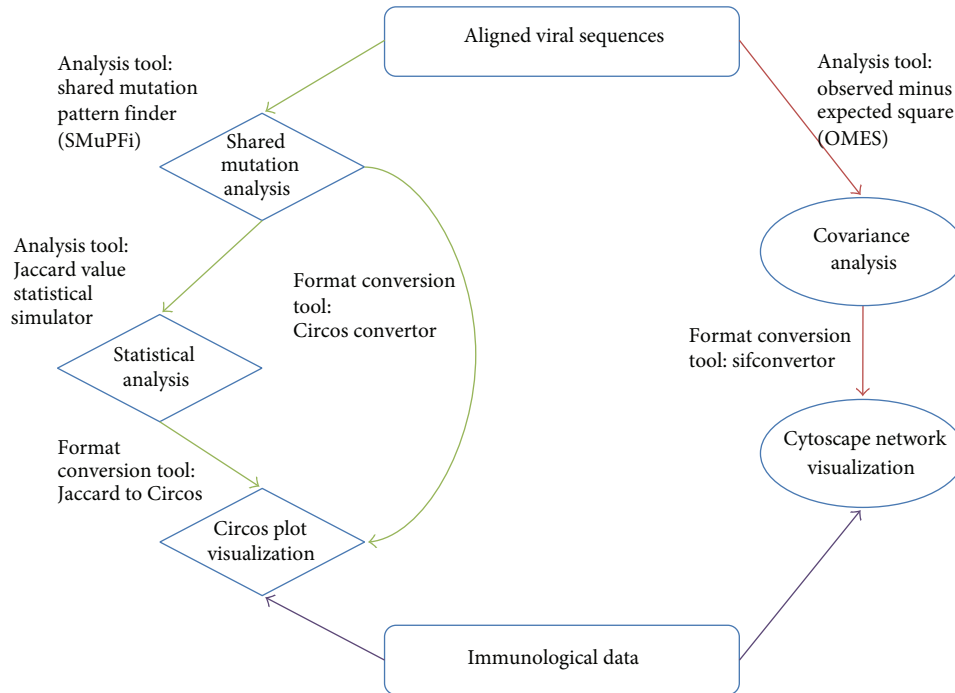 Aligned viral sequences
Analysis tool:
shared mutation
pattern finder
(SMuPFi)
Analysis tool:
observed minus
expected square
(OMES)
Shared
mutation
analysis
Covariance
analysis
Analysis tool:
Jaccard value
statistical
simulator
Format conversion
tool:
Circos convertor
Format conversion
tool: sifconvertor
Statistical
analysis
Cytoscape network
visualization
Format
conversion tool:
Jaccard to Circos
Circos plot
visualization
Immunological data